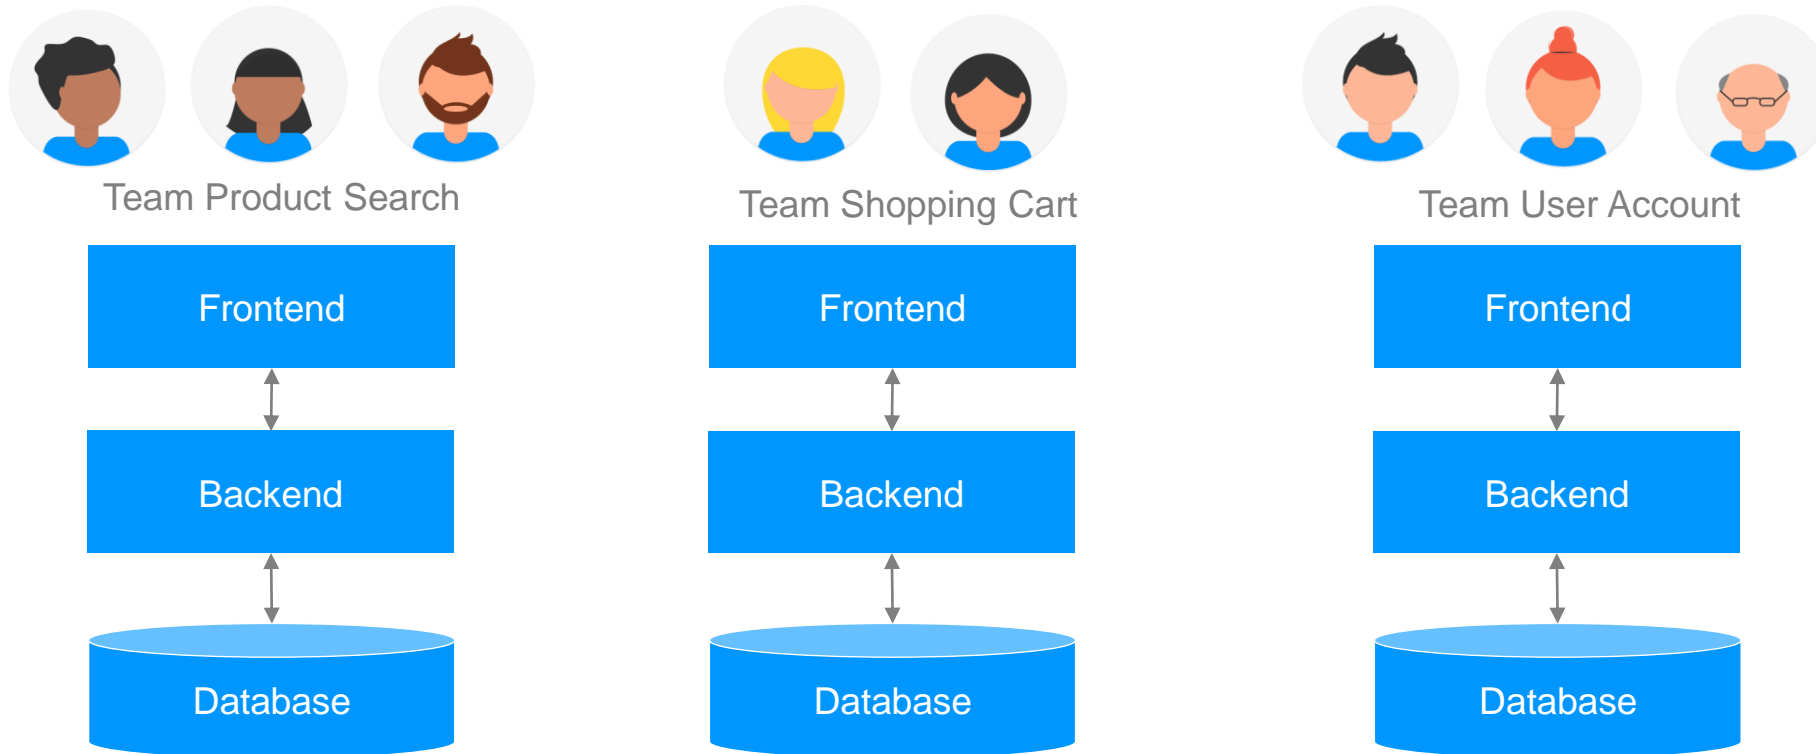 Team Product Search
Team Shopping Cart
Team User Account
Frontend
Frontend
Frontend
Backend
Backend
Backend
Database
Database
Database